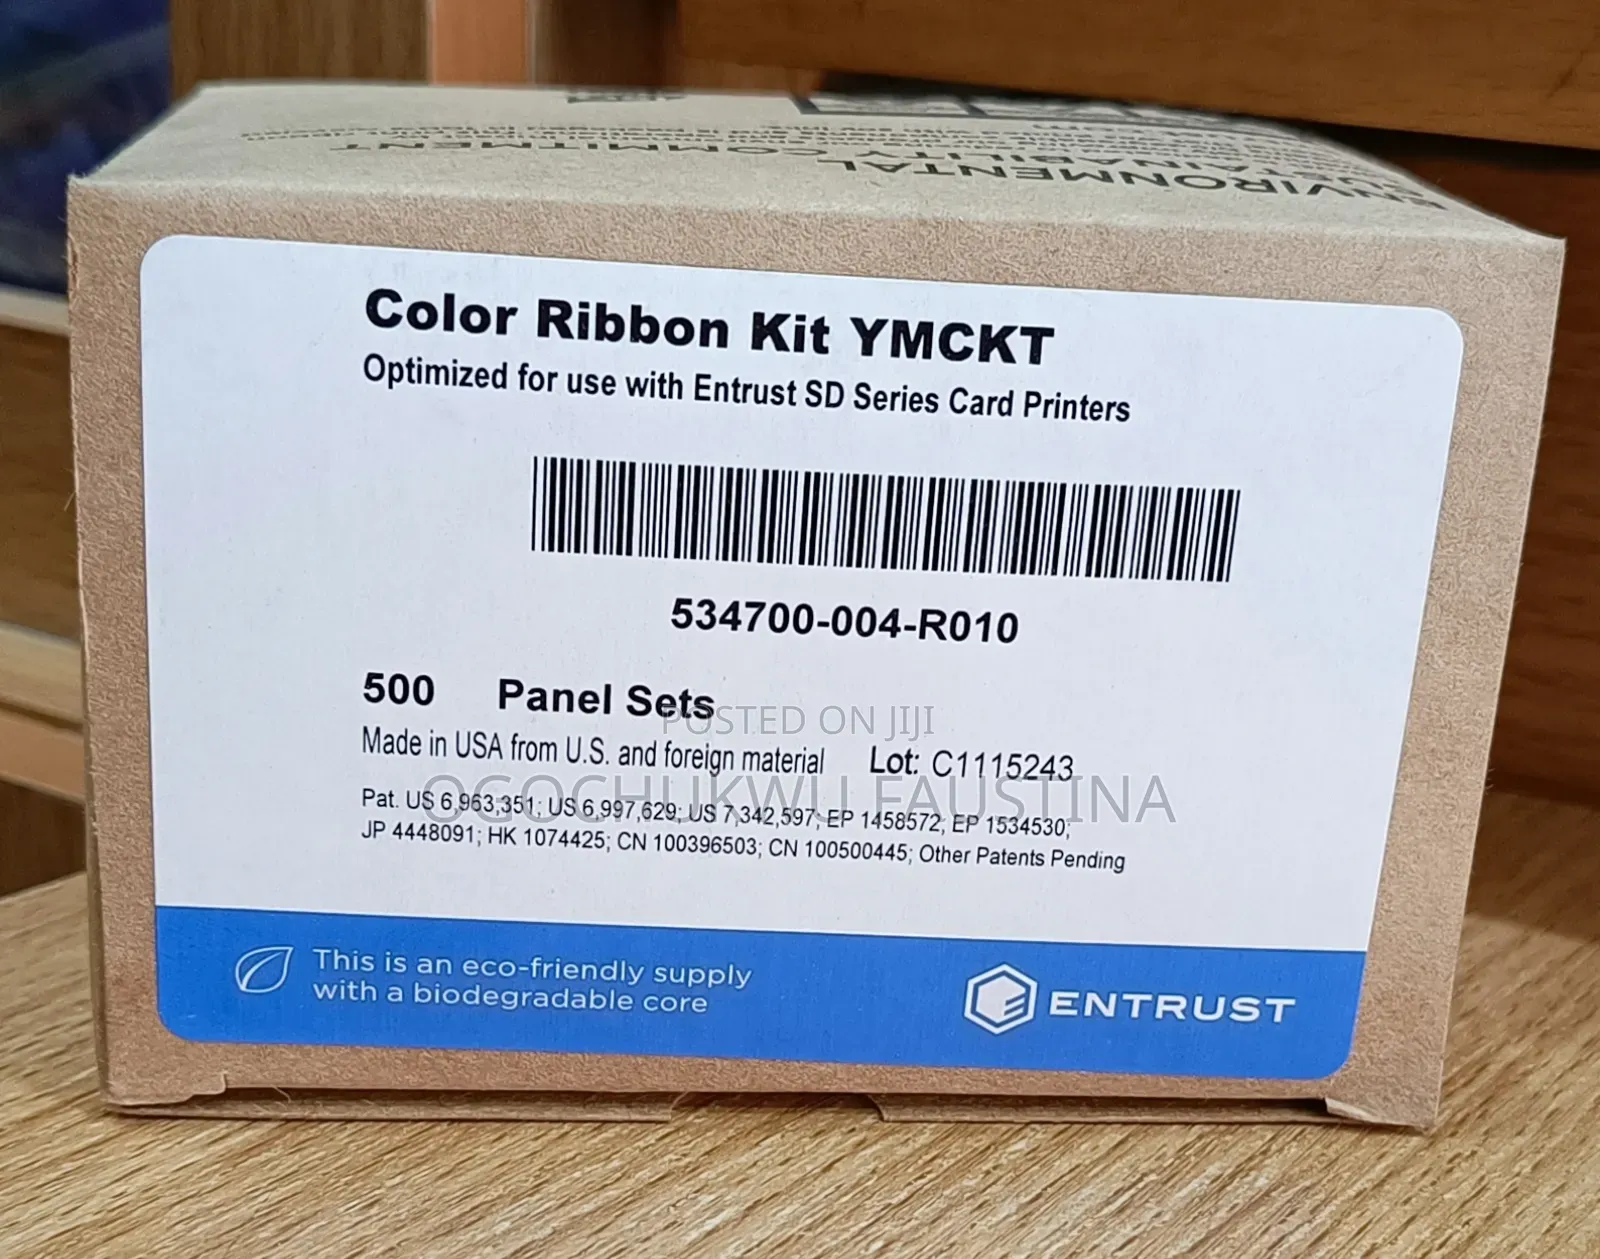 ENVIRONMENTAL
SUSTAINABILITY COMMITMENT
Color Ribbon Kit YMCKT
Optimized for use with Entrust SD Series Card Printers
534700-004-R010
500 Panel Sets
POSTED ON JIJI
Made in USA from U.S. and foreign material Lot: C1115243
OGOCHUKWU FAUSTINA
Pat. US 6,963,351; US 6,997,629; US 7,342,597; EP 1458572; EP 1534530;
JP 4448091; HK 1074425; CN 100396503; CN 100500445; Other Patents Pending
This is an eco-friendly supply
with a biodegradable core
ENTRUST